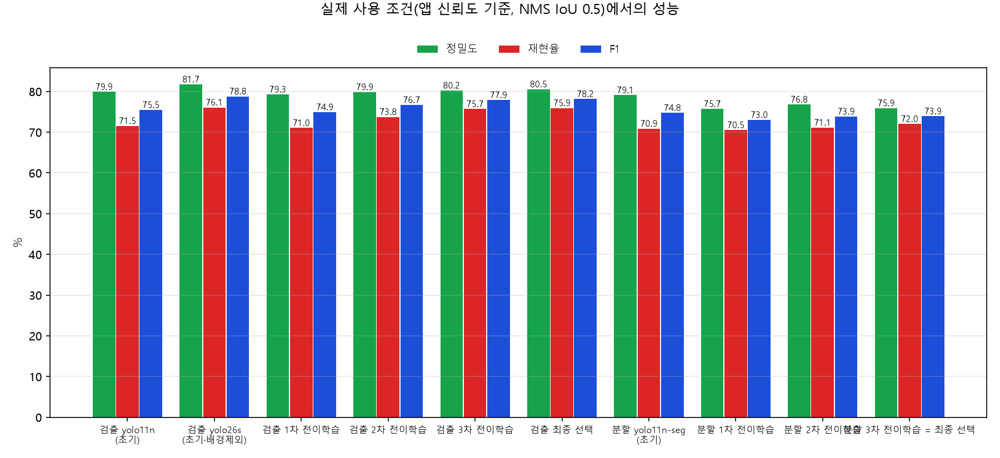 실제 사용 조건(앱 신뢰도 기준, NMS IoU 0.5)에서의 성능
정밀도 재현율 F1
79.9 71.5 75.5
81.7 76.1 78.8
79.3 71.0 74.9
79.9 73.8 76.7
80.2 75.7 77.9
80.5 75.9 78.2
79.1 70.9 74.8
75.7 70.5 73.0
76.8 71.1 73.9
75.9 72.0 73.9
80
70
60
50
40
30
20
10
0
%
검출 yolo11n
(초기)
검출 yolo26s
(초기·배경제외)
검출 1차 전이학습
검출 2차 전이학습
검출 3차 전이학습
검출 최종 선택
분할 yolo11n-seg
(초기)
분할 1차 전이학습
분할 2차 전이학습
분할 3차 전이학습 = 최종 선택